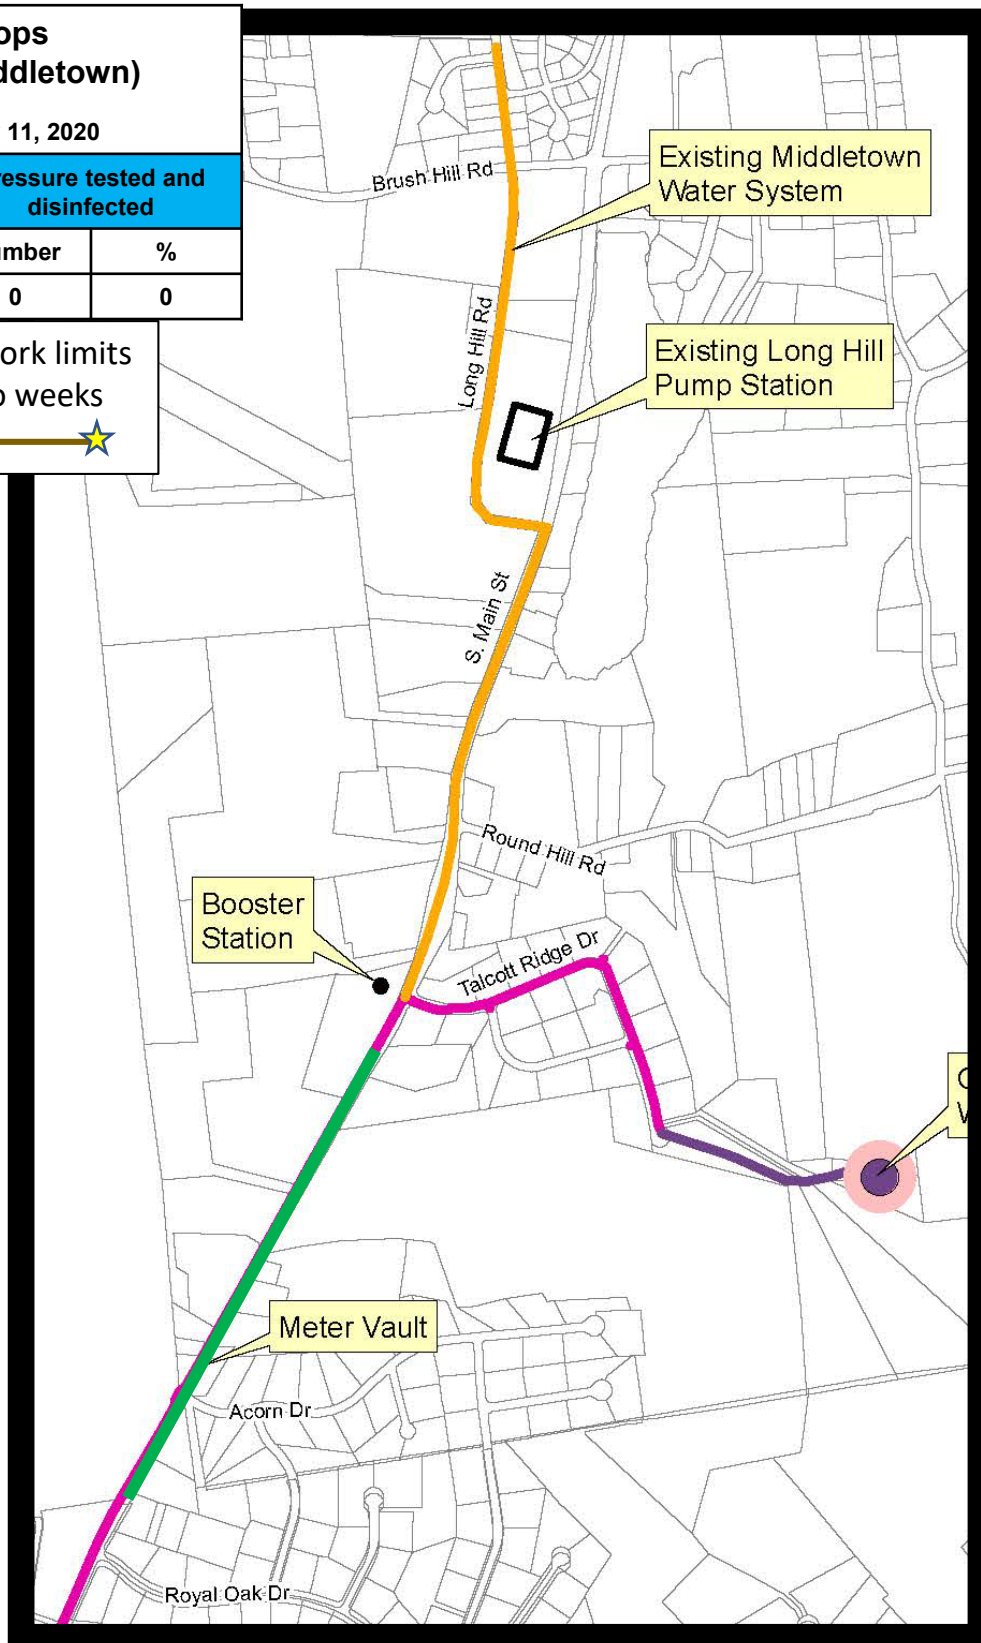 ops
ddletown)
11, 2020
ressure tested and
disinfected
mber
%
0
0
ork limits
weeks
Brush Hill Rd
Existing Middletown
Water System
Long Hill Rd
Existing Long Hill
Pump Station
S. Main St
Round Hill Rd
Booster
Station
Talcott Ridge Dr
Meter Vault
Acorn Dr
Royal Oak Dr